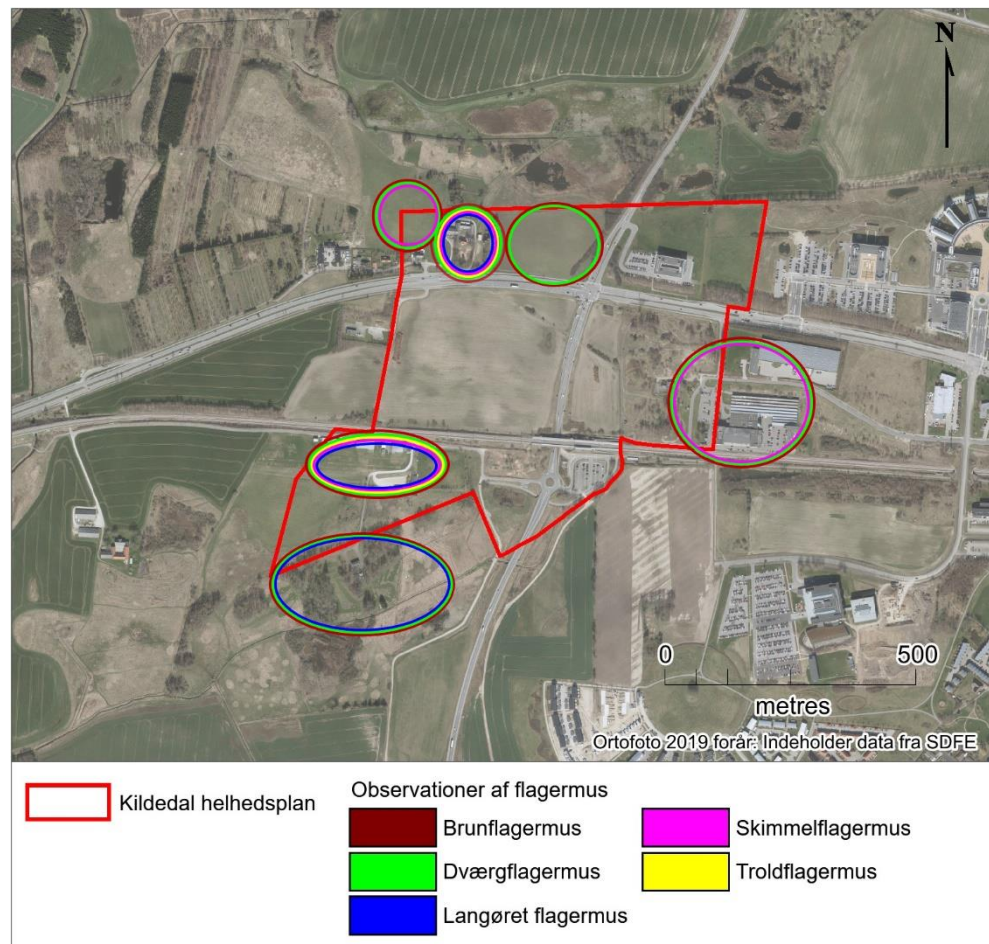 N
0 500
metres
Ortofoto 2019 forår: Indeholder data fra SDFE
Kildedal helhedsplan
Observationer af flagermus
Brunflagermus
Skimmelflagermus
Dværgflagermus
Troldflagermus
Langøret flagermus